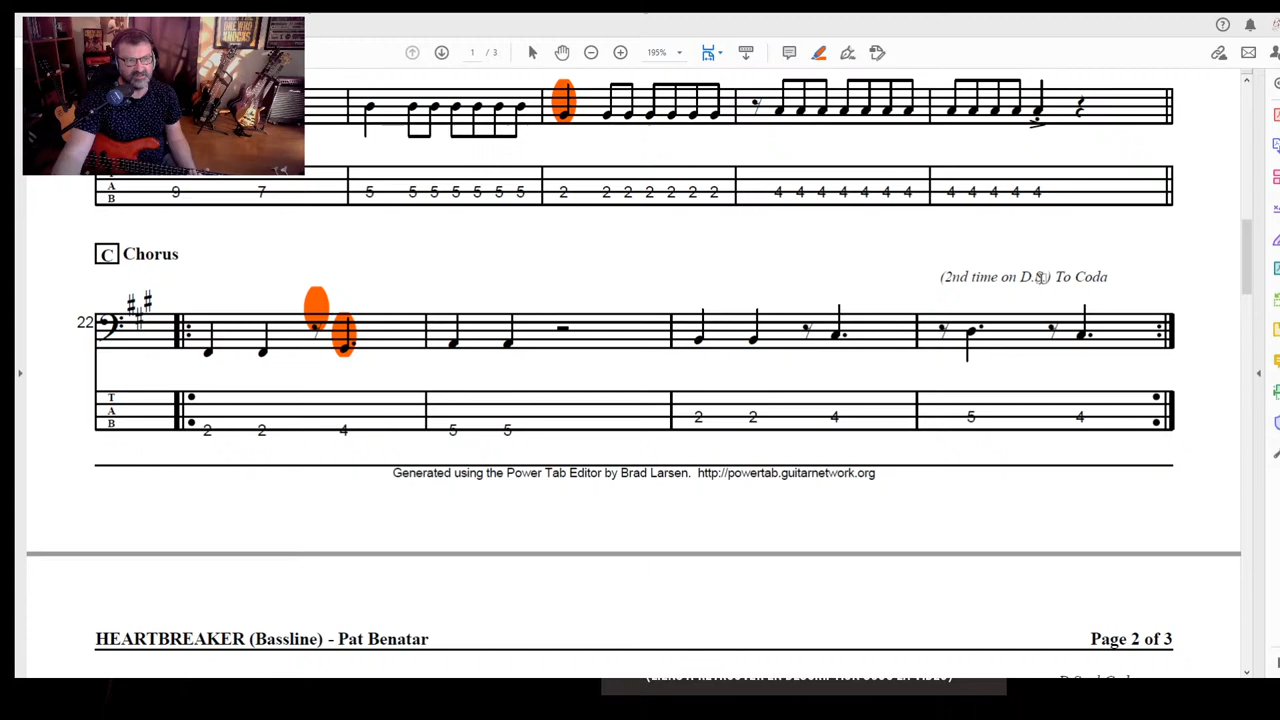 1 / 3 195%
T A B 9 7 5 5 5 5 5 5 5 2 2 2 2 2 2 2 4 4 4 4 4 4 4 4 4 4 4 4
C Chorus
(2nd time on D.S.) To Coda
22
T A B 2 2 4 5 5 2 2 4 5 4
Generated using the Power Tab Editor by Brad Larsen. http://powertab.guitarnetwork.org
HEARTBREAKER (Bassline) - Pat Benatar Page 2 of 3